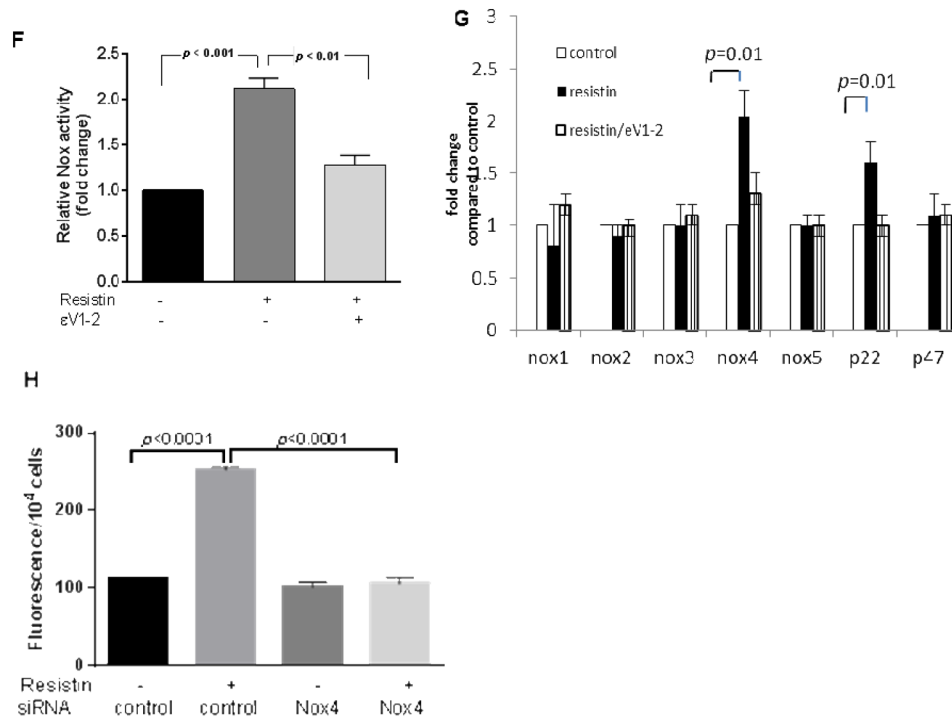 F
p < 0.001
p < 0.01
2.5
2.0
1.5
1.0
0.5
0.0
Relative Nox activity
(fold change)
Resistin - + +
εV1-2 - - +
G
control
resistin
resistin/eV1-2
p=0.01
p=0.01
3
2.5
2
1.5
1
0.5
0
fold change
compared to control
nox1 nox2 nox3 nox4 nox5 p22 p47
H
p<0.0001
p<0.0001
300
200
100
0
Fluorescence/10⁴ cells
Resistin - + - +
siRNA control control Nox4 Nox4